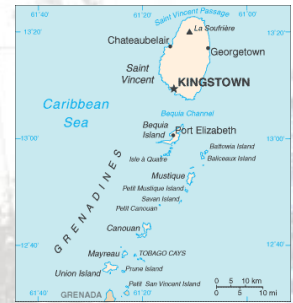 61'40
61'20
Saint Vincent Passage
13'20
13'20
La Soufrière
Chateaubelair
Georgetown
Saint
Vincent
KINGSTOWN
Caribbean
Sea
Bequia Channel
Bequia
Island
Port Elizabeth
13'00
13'00
Battowia Island
Baliceaux Island
Isle à Quatre
Mustique
Petit Mustique Island
Savan Island
Petit Canouan
GRENADINES
Canouan
12'40
12'40
Mayreau
TOBAGO CAYS
Union Island
Prune Island
Petit San Vincent Island
GRENADA
0 5 10 km
0 5 10 mi
61'40
61'20